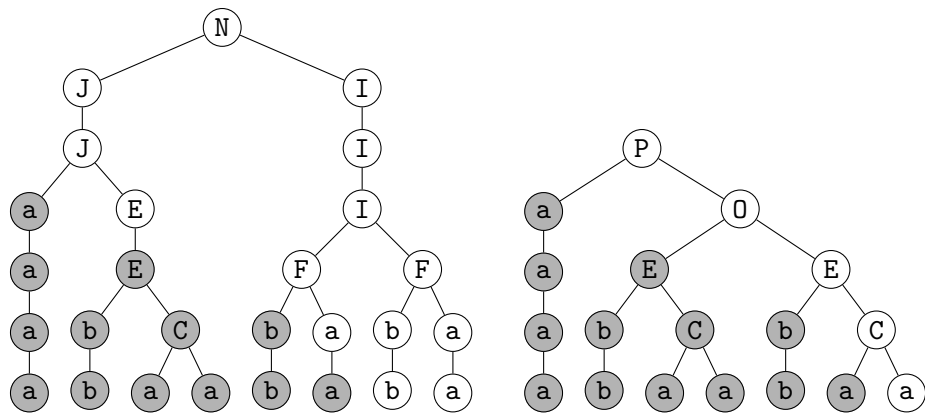 N
J I
J I P
a E I a O
a E F F a E E
a b C b a b a a b C b C
a b a a b a b a a b a a b a a